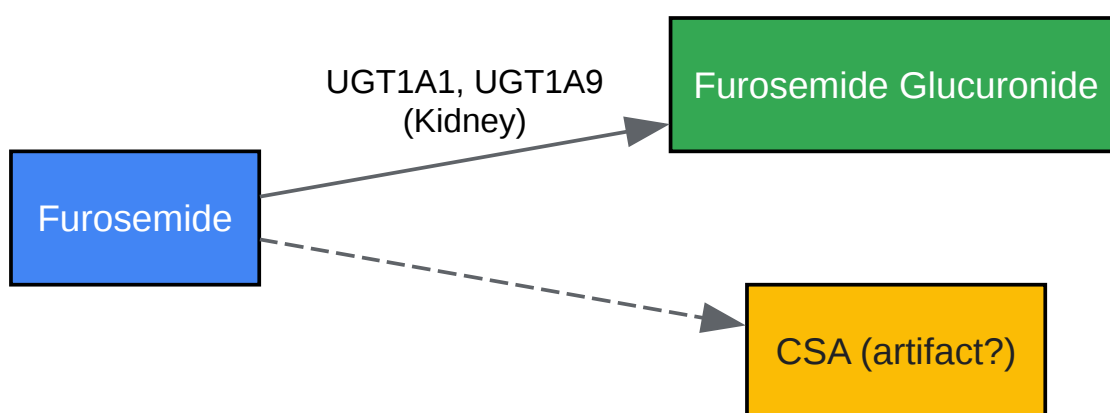 UGT1A1, UGT1A9
(Kidney)
Furosemide Glucuronide
Furosemide
CSA (artifact?)